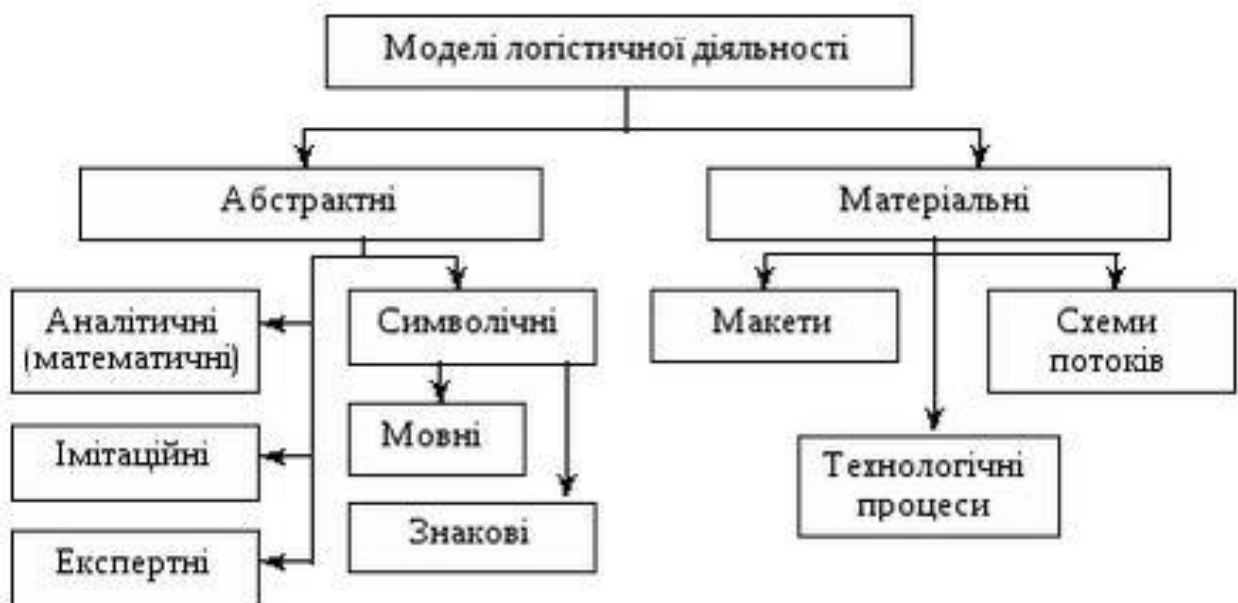 Моделі логістичної діяльності
Абстрактні
Матеріальні
Аналітичні
(математичні)
Символічні
Макети
Схеми
потоків
Мовні
Імітаційні
Технологічні
процеси
Знакові
Експертні